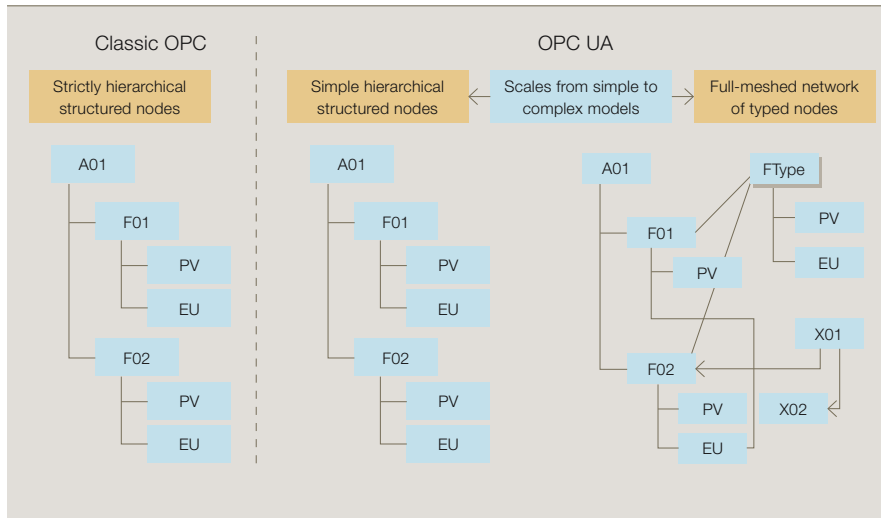 Classic OPC
OPC UA
Strictly hierarchical
structured nodes
Simple hierarchical
structured nodes
Scales from simple to
complex models
Full-meshed network
of typed nodes
A01
F01
PV
EU
F02
PV
EU
A01
F01
PV
EU
F02
PV
EU
A01
F01
PV
F02
PV
EU
FType
PV
EU
X01
X02